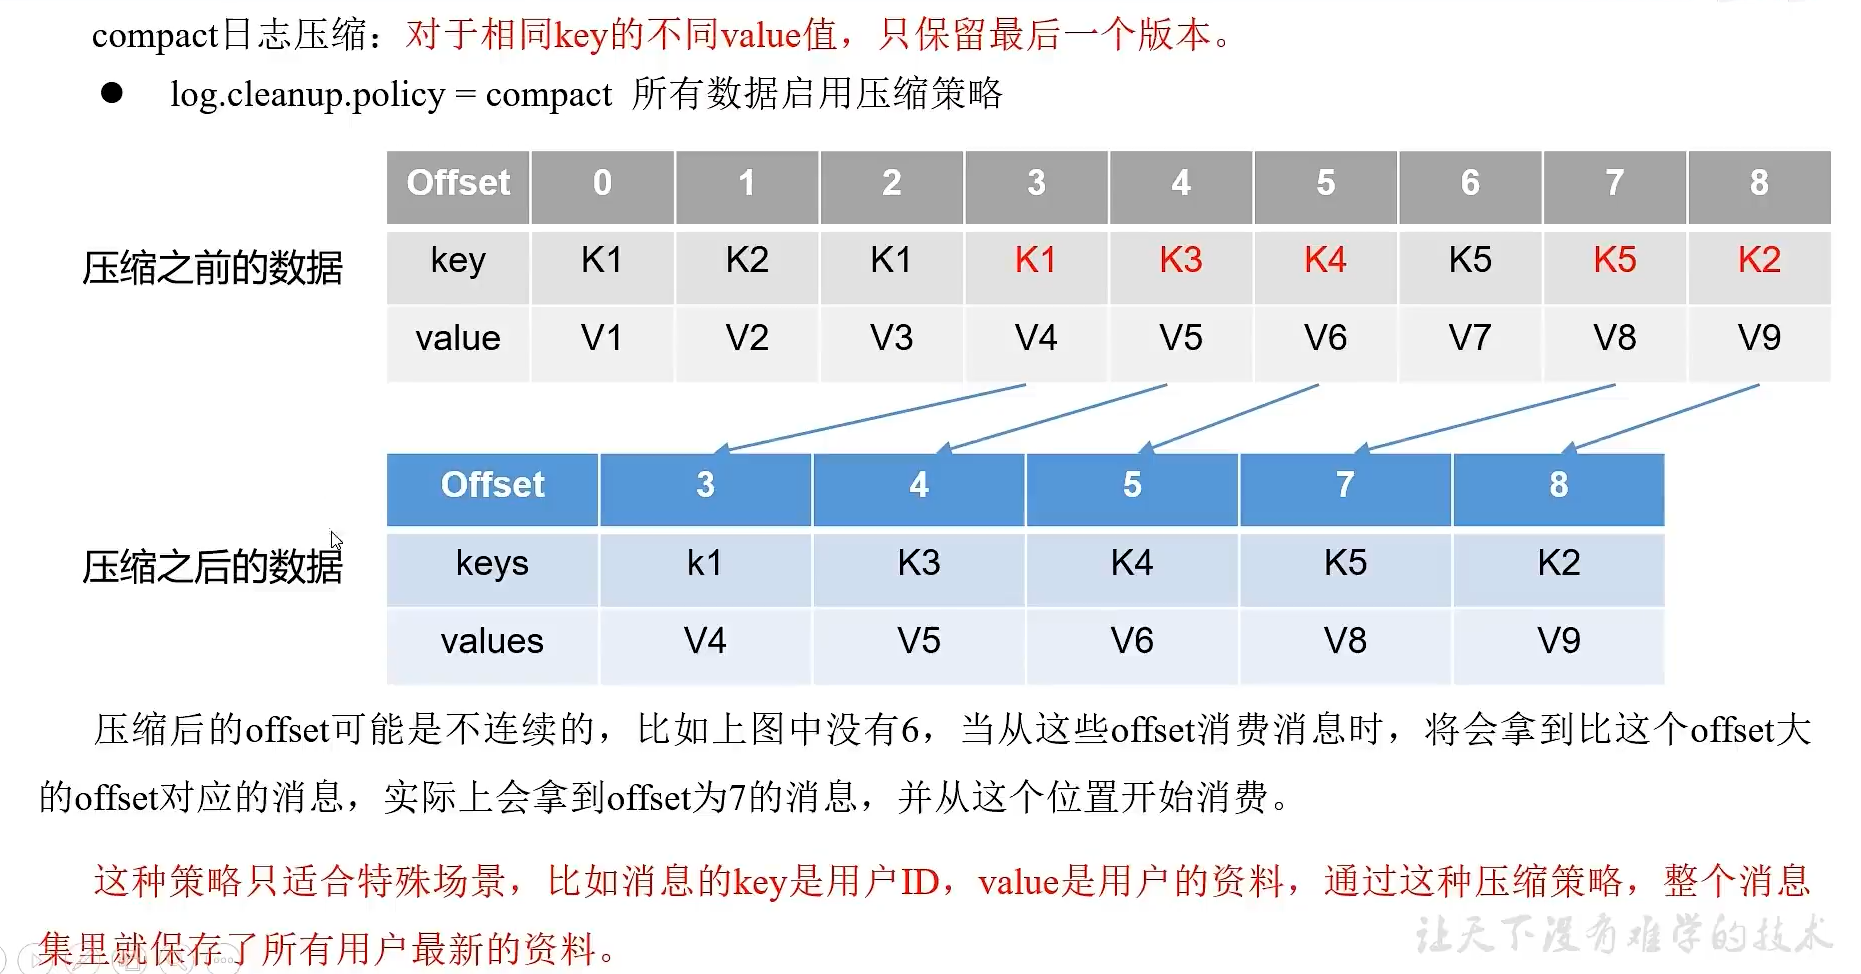 compact日志压缩：对于相同key的不同value值，只保留最后一个版本。
● log.cleanup.policy = compact 所有数据启用压缩策略
Offset 0 1 2 3 4 5 6 7 8
压缩之前的数据 key K1 K2 K1 K1 K3 K4 K5 K5 K2
value V1 V2 V3 V4 V5 V6 V7 V8 V9
Offset 3 4 5 7 8
压缩之后的数据 keys k1 K3 K4 K5 K2
values V4 V5 V6 V8 V9
压缩后的offset可能是不连续的，比如上图中没有6，当从这些offset消费消息时，将会拿到比这个offset大
的offset对应的消息，实际上会拿到offset为7的消息，并从这个位置开始消费。
这种策略只适合特殊场景，比如消息的key是用户ID，value是用户的资料，通过这种压缩策略，整个消息
集里就保存了所有用户最新的资料。
让天下没有难学的技术